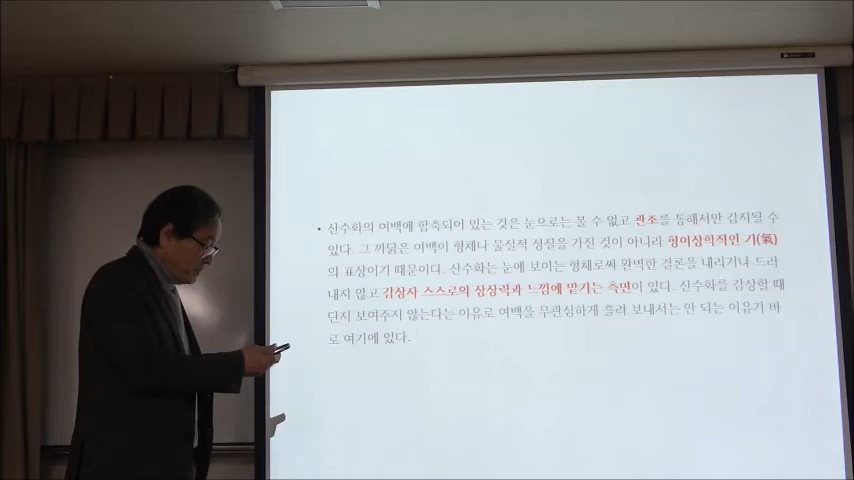 • 산수화의 여백에 함축되어 있는 것은 눈으로는 볼 수 없고 관조를 통해서만 감지될 수
있다. 그 까닭은 여백이 형체나 물질적 성질을 가진 것이 아니라 형이상학적인 기(氣)
의 표상이기 때문이다. 산수화는 눈에 보이는 형체로써 완벽한 결론을 내리거나 드러
내지 않고 감상자 스스로의 상상력과 느낌에 맡기는 측면이 있다. 산수화를 감상할 때
단지 보여주지 않는다는 이유로 여백을 무관심하게 흘려 보내서는 안 되는 이유가 바
로 여기에 있다.